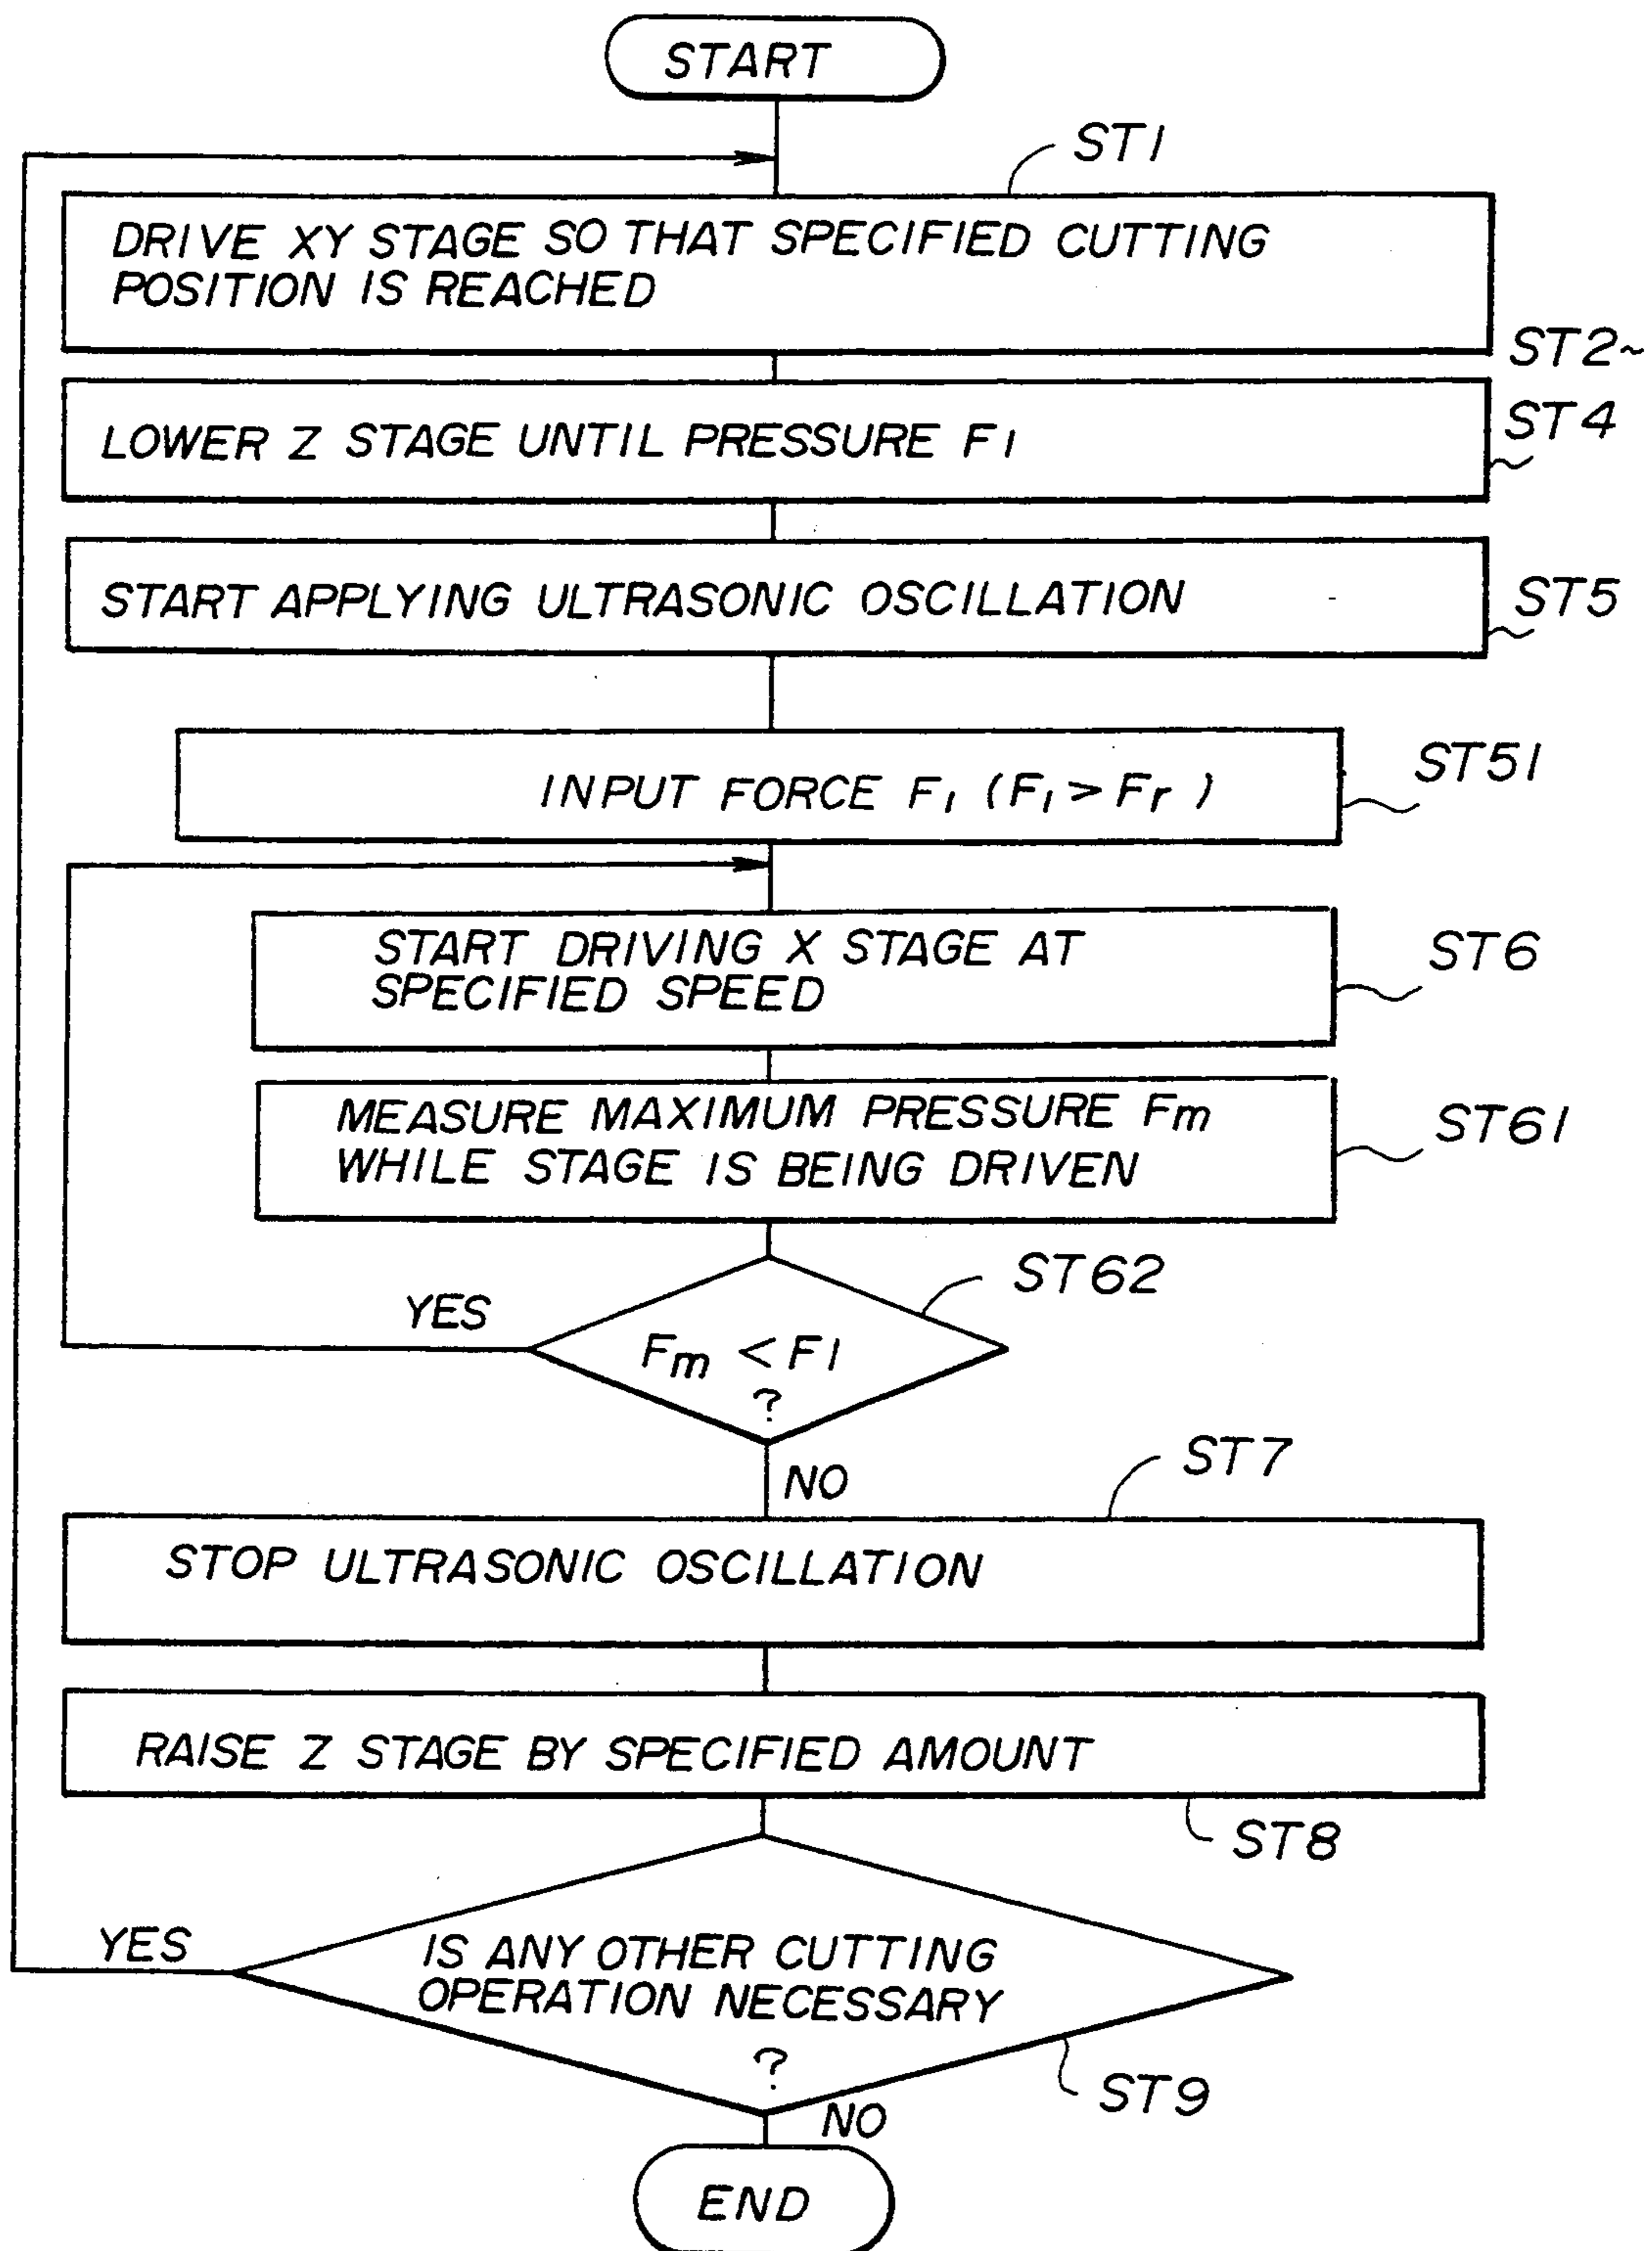 START
ST1
DRIVE XY STAGE SO THAT SPECIFIED CUTTING
POSITION IS REACHED
ST2~
ST4
LOWER Z STAGE UNTIL PRESSURE F1
START APPLYING ULTRASONIC OSCILLATION
ST5
INPUT FORCE F1 (F1 > Fr )
ST51
START DRIVING X STAGE AT
SPECIFIED SPEED
ST6
MEASURE MAXIMUM PRESSURE Fm
WHILE STAGE IS BEING DRIVEN
ST61
ST62
YES
Fm < F1
?
NO
ST7
STOP ULTRASONIC OSCILLATION
RAISE Z STAGE BY SPECIFIED AMOUNT
ST8
YES
IS ANY OTHER CUTTING
OPERATION NECESSARY
?
ST9
NO
END